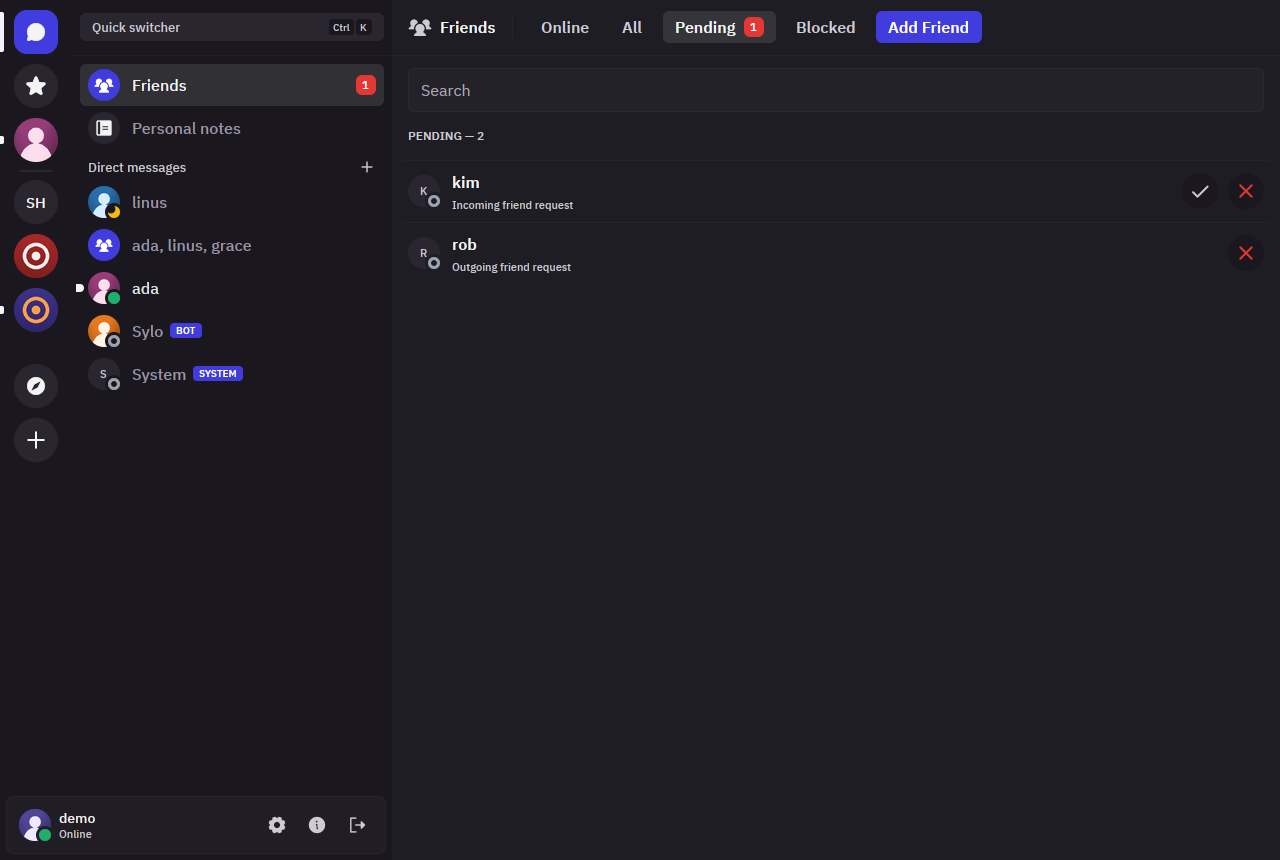 Quick switcher Ctrl K
Friends Online All Pending 1 Blocked Add Friend
Friends 1
Personal notes
Direct messages
linus
ada, linus, grace
ada
Sylo BOT
S System SYSTEM
SH
Search
PENDING — 2
K kim
Incoming friend request
R rob
Outgoing friend request
demo
Online